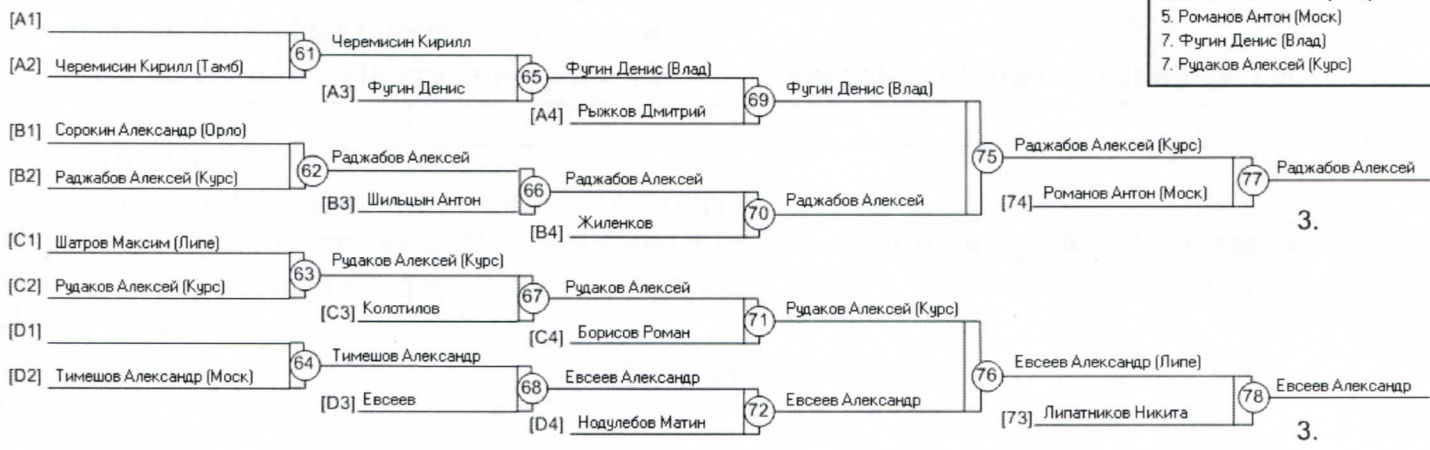 5. Романов Антон (Моск)
7. Фугин Денис (Влад)
7. Рудаков Алексей (Курс)
[A1]
61 Черемисин Кирилл
[A2] Черемисин Кирилл (Тамб)
65 Фугин Денис (Влад)
[A3] Фугин Денис
69 Фугин Денис (Влад)
[A4] Рыжков Дмитрий
[B1] Сорокин Александр (Орло)
75 Раджабов Алексей (Курс)
77 Раджабов Алексей
62 Раджабов Алексей
[B2] Раджабов Алексей (Курс)
66 Раджабов Алексей
[74] Романов Антон (Моск)
[B3] Шильцын Антон
70 Раджабов Алексей
[B4] Жиленков
3.
[C1] Шатров Максим (Липе)
63 Рудаков Алексей (Курс)
[C2] Рудаков Алексей (Курс)
67 Рудаков Алексей
[C3] Колотилов
71 Рудаков Алексей (Курс)
[C4] Борисов Роман
[D1]
64 Тимешов Александр
76 Евсеев Александр (Липе)
[D2] Тимешов Александр (Моск)
68 Евсеев Александр
78 Евсеев Александр
[D3] Евсеев
72 Евсеев Александр
[D4] Нодулебов Матин
[73] Липатников Никита
3.